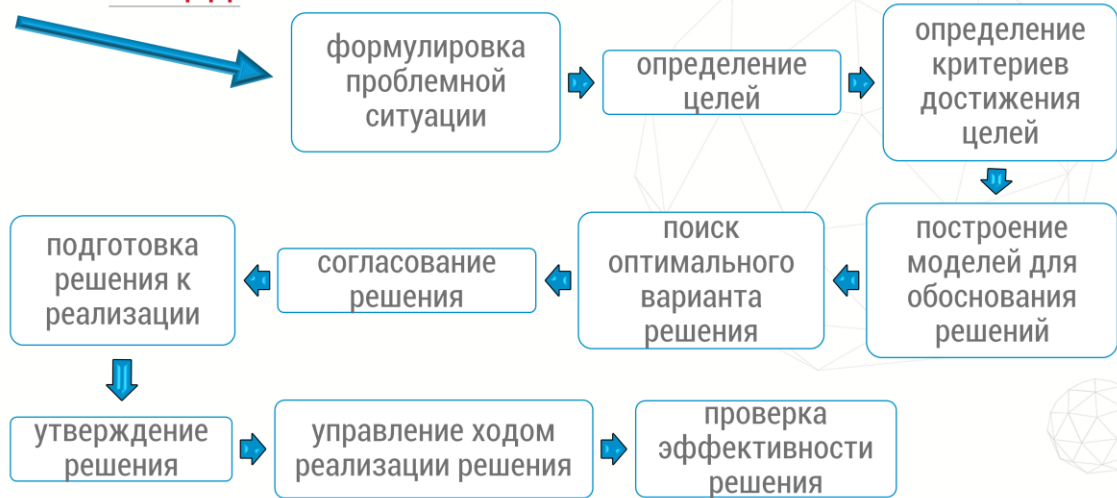 формулировка
проблемной
ситуации
определение
целей
определение
критериев
достижения
целей
построение
моделей для
обоснования
решений
поиск
оптимального
варианта
решения
согласование
решения
подготовка
решения к
реализации
утверждение
решения
управление ходом
реализации решения
проверка
эффективности
решения